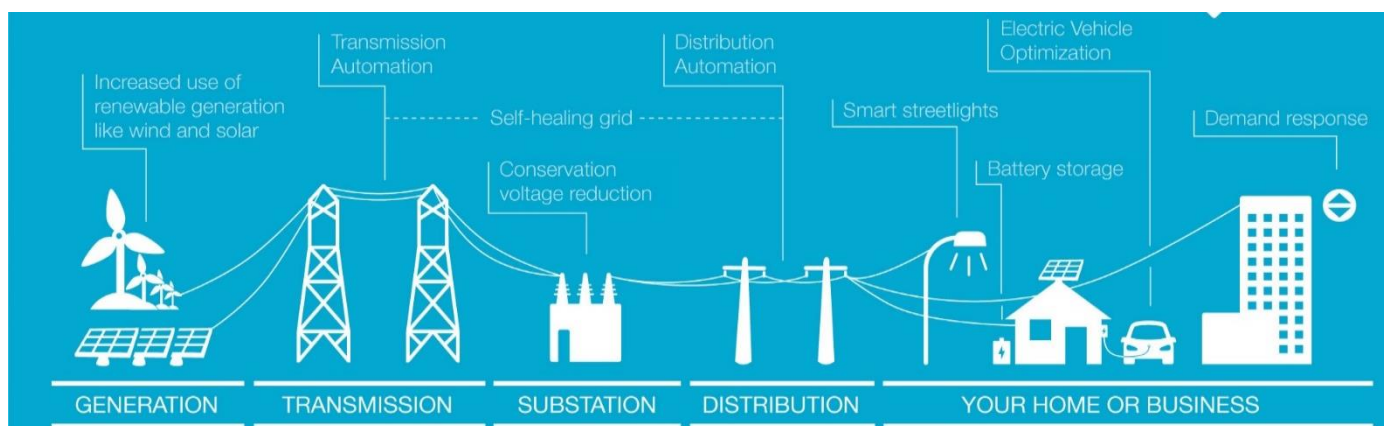 Transmission
Automation
Distribution
Automation
Electric Vehicle
Optimization
Increased use of
renewable generation
like wind and solar
Self-healing grid
Smart streetlights
Demand response
Conservation
voltage reduction
Battery storage
GENERATION
TRANSMISSION
SUBSTATION
DISTRIBUTION
YOUR HOME OR BUSINESS